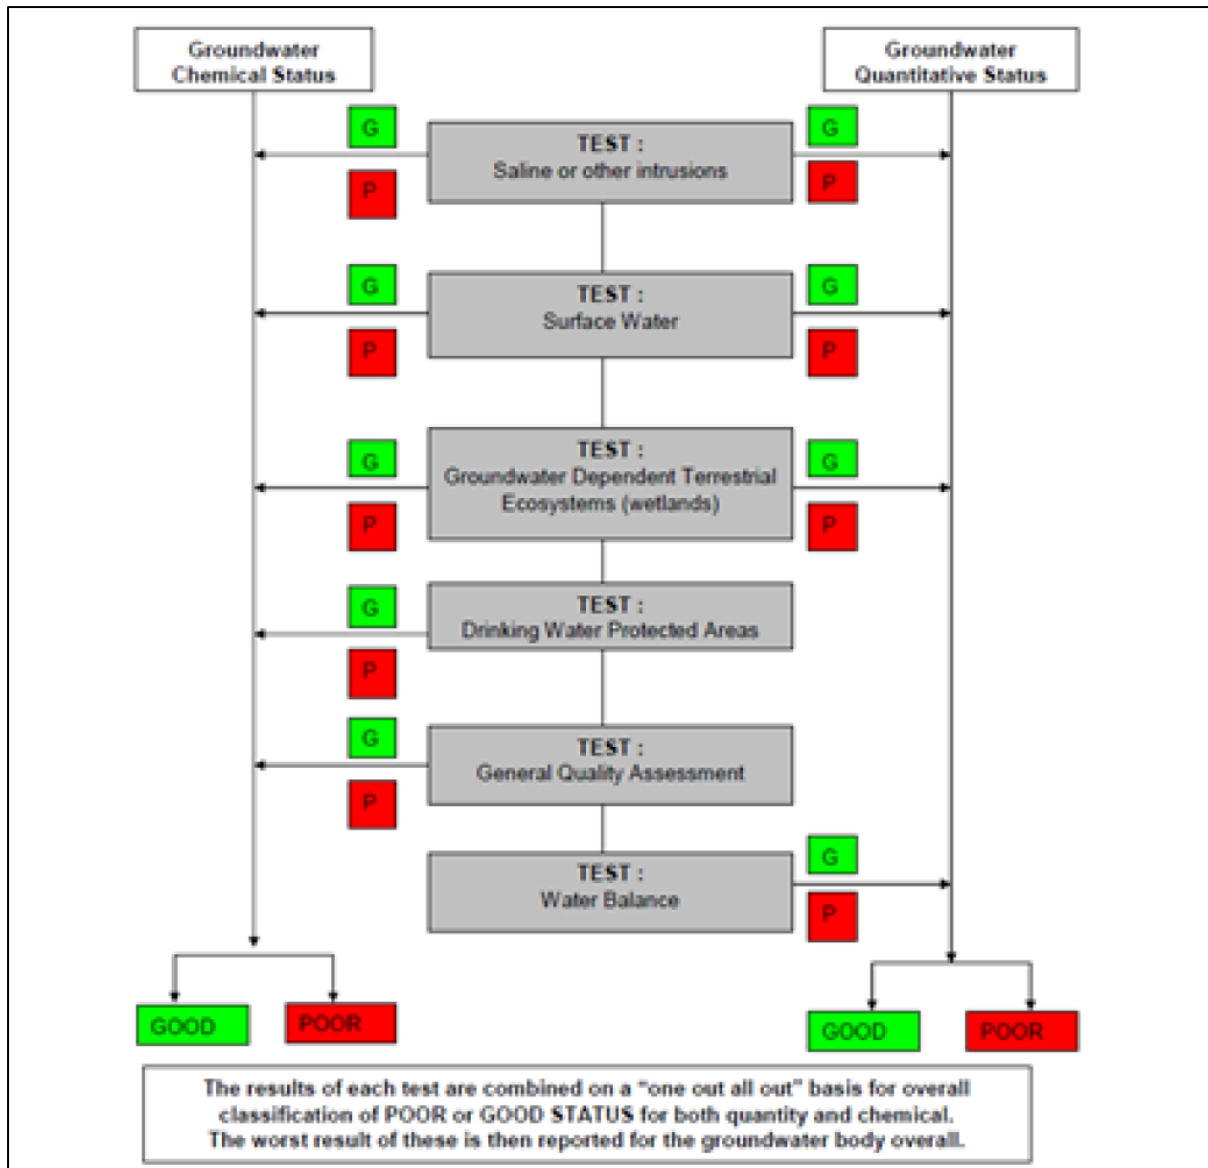 Groundwater
Chemical Status
Groundwater
Quantitative Status
G
P
TEST :
Saline or other intrusions
G
P
G
P
TEST :
Surface Water
G
P
G
P
TEST :
Groundwater Dependent Terrestrial
Ecosystems (wetlands)
G
P
G
P
TEST :
Drinking Water Protected Areas
G
P
TEST :
General Quality Assessment
TEST :
Water Balance
G
P
GOOD
POOR
GOOD
POOR
The results of each test are combined on a “one out all out” basis for overall
classification of POOR or GOOD STATUS for both quantity and chemical.
The worst result of these is then reported for the groundwater body overall.